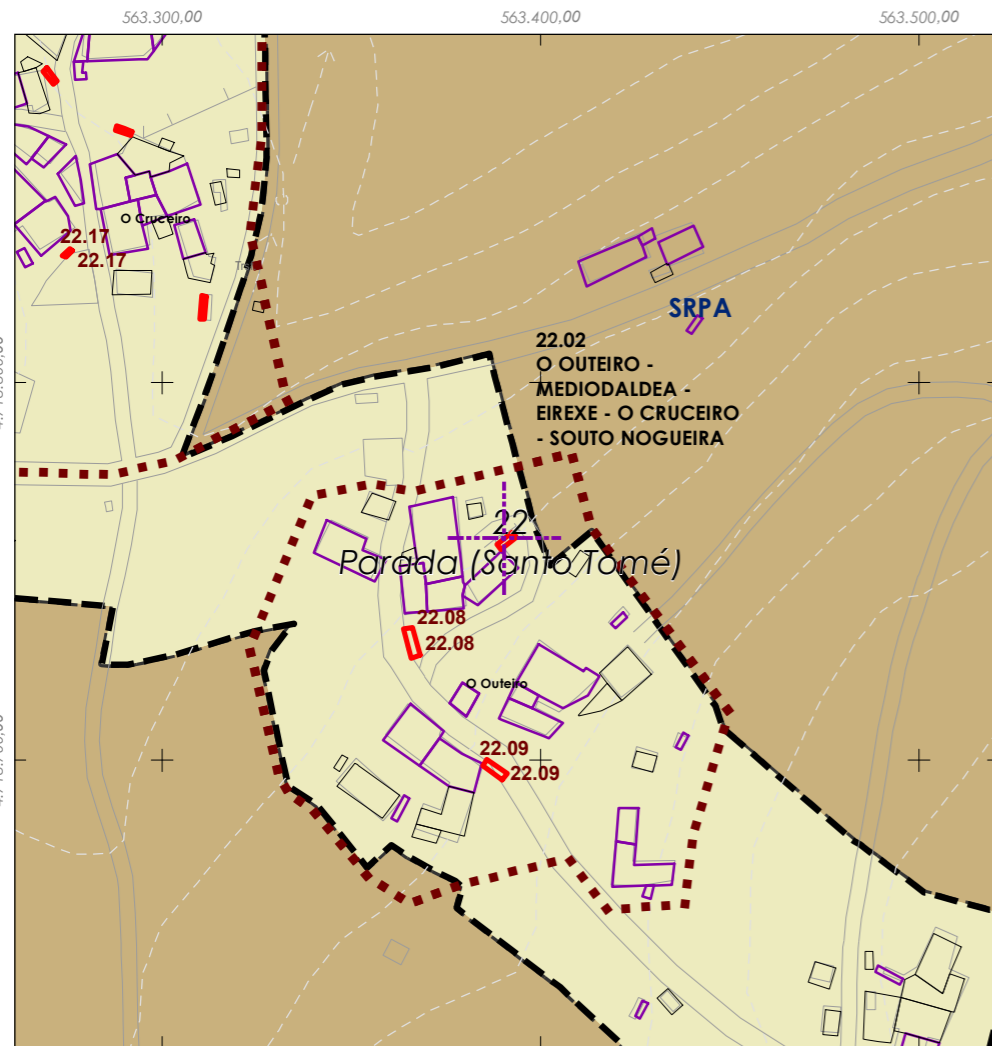 563.300,00
563.400,00
563.500,00
O Cruceiro
22.17
22.17
SRPA
22.02
O OUTEIRO -
MEDIODALDEA -
EIREXE - O CRUCEIRO
- SOUTO NOGUEIRA
22
Parada (Santo Tomé)
22.08
22.08
O Outeiro
22.09
22.09